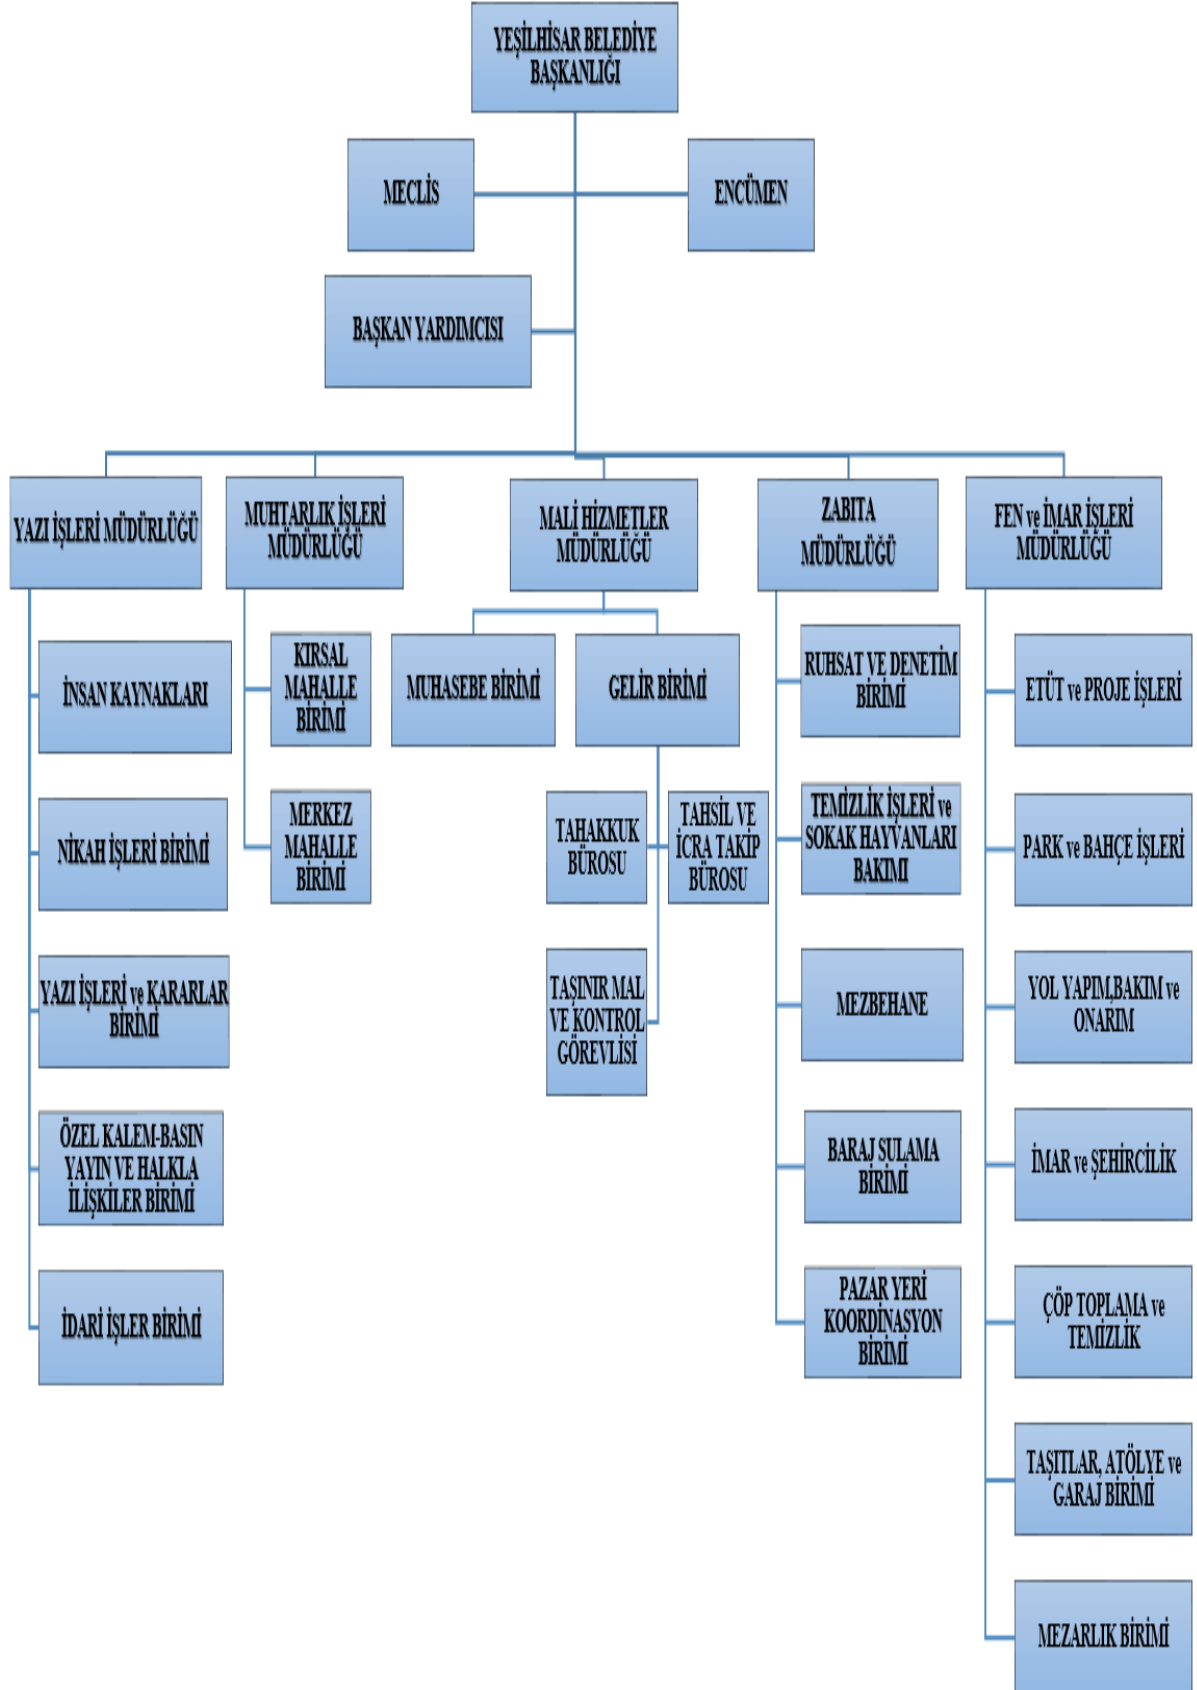 YEŞİLHİSAR BELEDİYE
BAŞKANLIĞI
MECLİS
ENCÜMEN
BAŞKAN YARDIMCISI
YAZI İŞLERİ MÜDÜRLÜĞÜ
İNSAN KAYNAKLARI
NİKAH İŞLERİ BİRİMİ
YAZI İŞLERİ ve KARARLAR
BİRİMİ
ÖZEL KALEM-BASIN
YAYIN VE HALKLA
İLİŞKİLER BİRİMİ
İDARİ İŞLER BİRİMİ
MUHTARLIK İŞLERİ
MÜDÜRLÜĞÜ
KIRSAL
MAHALLE
BİRİMİ
MERKEZ
MAHALLE
BİRİMİ
MALİ HİZMETLER
MÜDÜRLÜĞÜ
MUHASEBE BİRİMİ
GELİR BİRİMİ
TAHAKKUK
BÜROSU
TAHSİL VE
İCRA TAKİP
BÜROSU
TAŞINIR MAL
VE KONTROL
GÖREVLİSİ
ZABITA
MÜDÜRLÜĞÜ
RUHSAT VE DENETİM
BİRİMİ
TEMİZLİK İŞLERİ ve
SOKAK HAYVANLARI
BAKIMI
MEZBEHANE
BARAJ SULAMA
BİRİMİ
PAZAR YERİ
KOORDİNASYON
BİRİMİ
FEN ve İMAR İŞLERİ
MÜDÜRLÜĞÜ
ETÜT ve PROJE İŞLERİ
PARK ve BAHÇE İŞLERİ
YOL YAPIM,BAKIM ve
ONARIM
İMAR ve ŞEHİRCİLİK
ÇÖP TOPLAMA ve
TEMİZLİK
TAŞITLAR, ATÖLYE ve
GARAJ BİRİMİ
MEZARLIK BİRİMİ